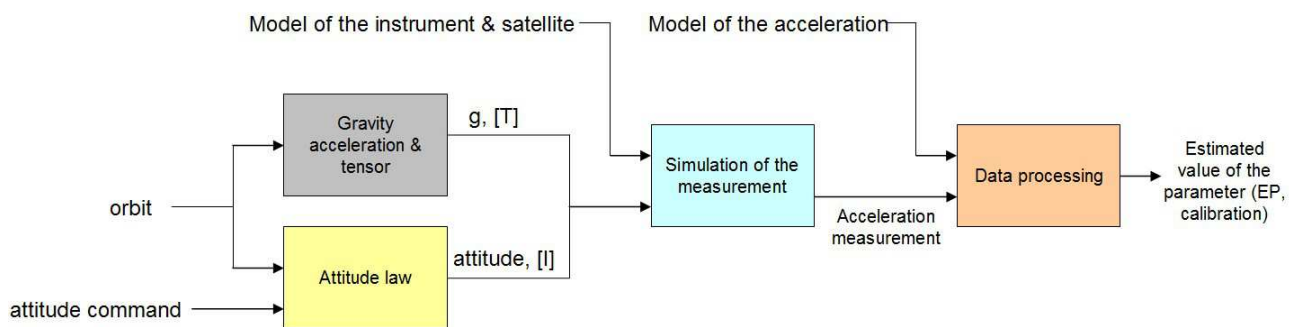 Model of the instrument & satellite
Model of the acceleration
Gravity
acceleration &
tensor
g, [T]
Simulation of the
measurement
Data processing
Estimated
value of the
parameter (EP,
calibration)
orbit
Acceleration
measurement
Attitude law
attitude, [I]
attitude command